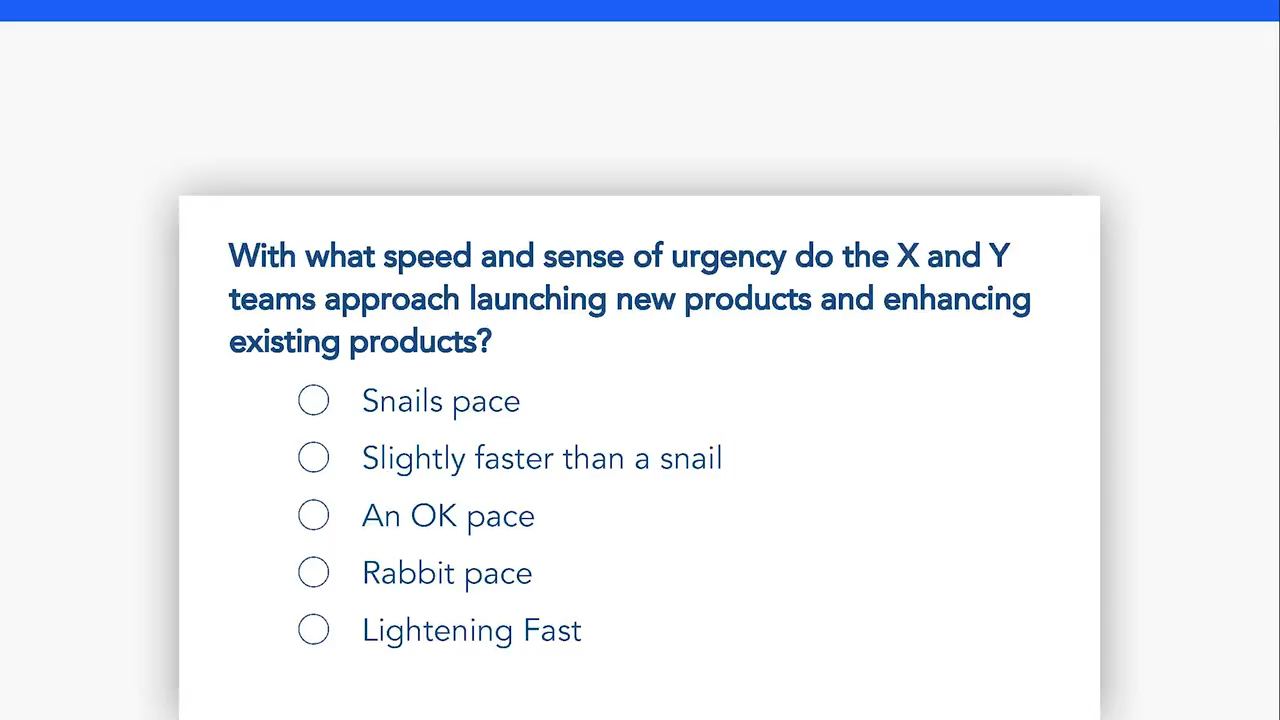 With what speed and sense of urgency do the X and Y
teams approach launching new products and enhancing
existing products?
Snails pace
Slightly faster than a snail
An OK pace
Rabbit pace
Lightening Fast